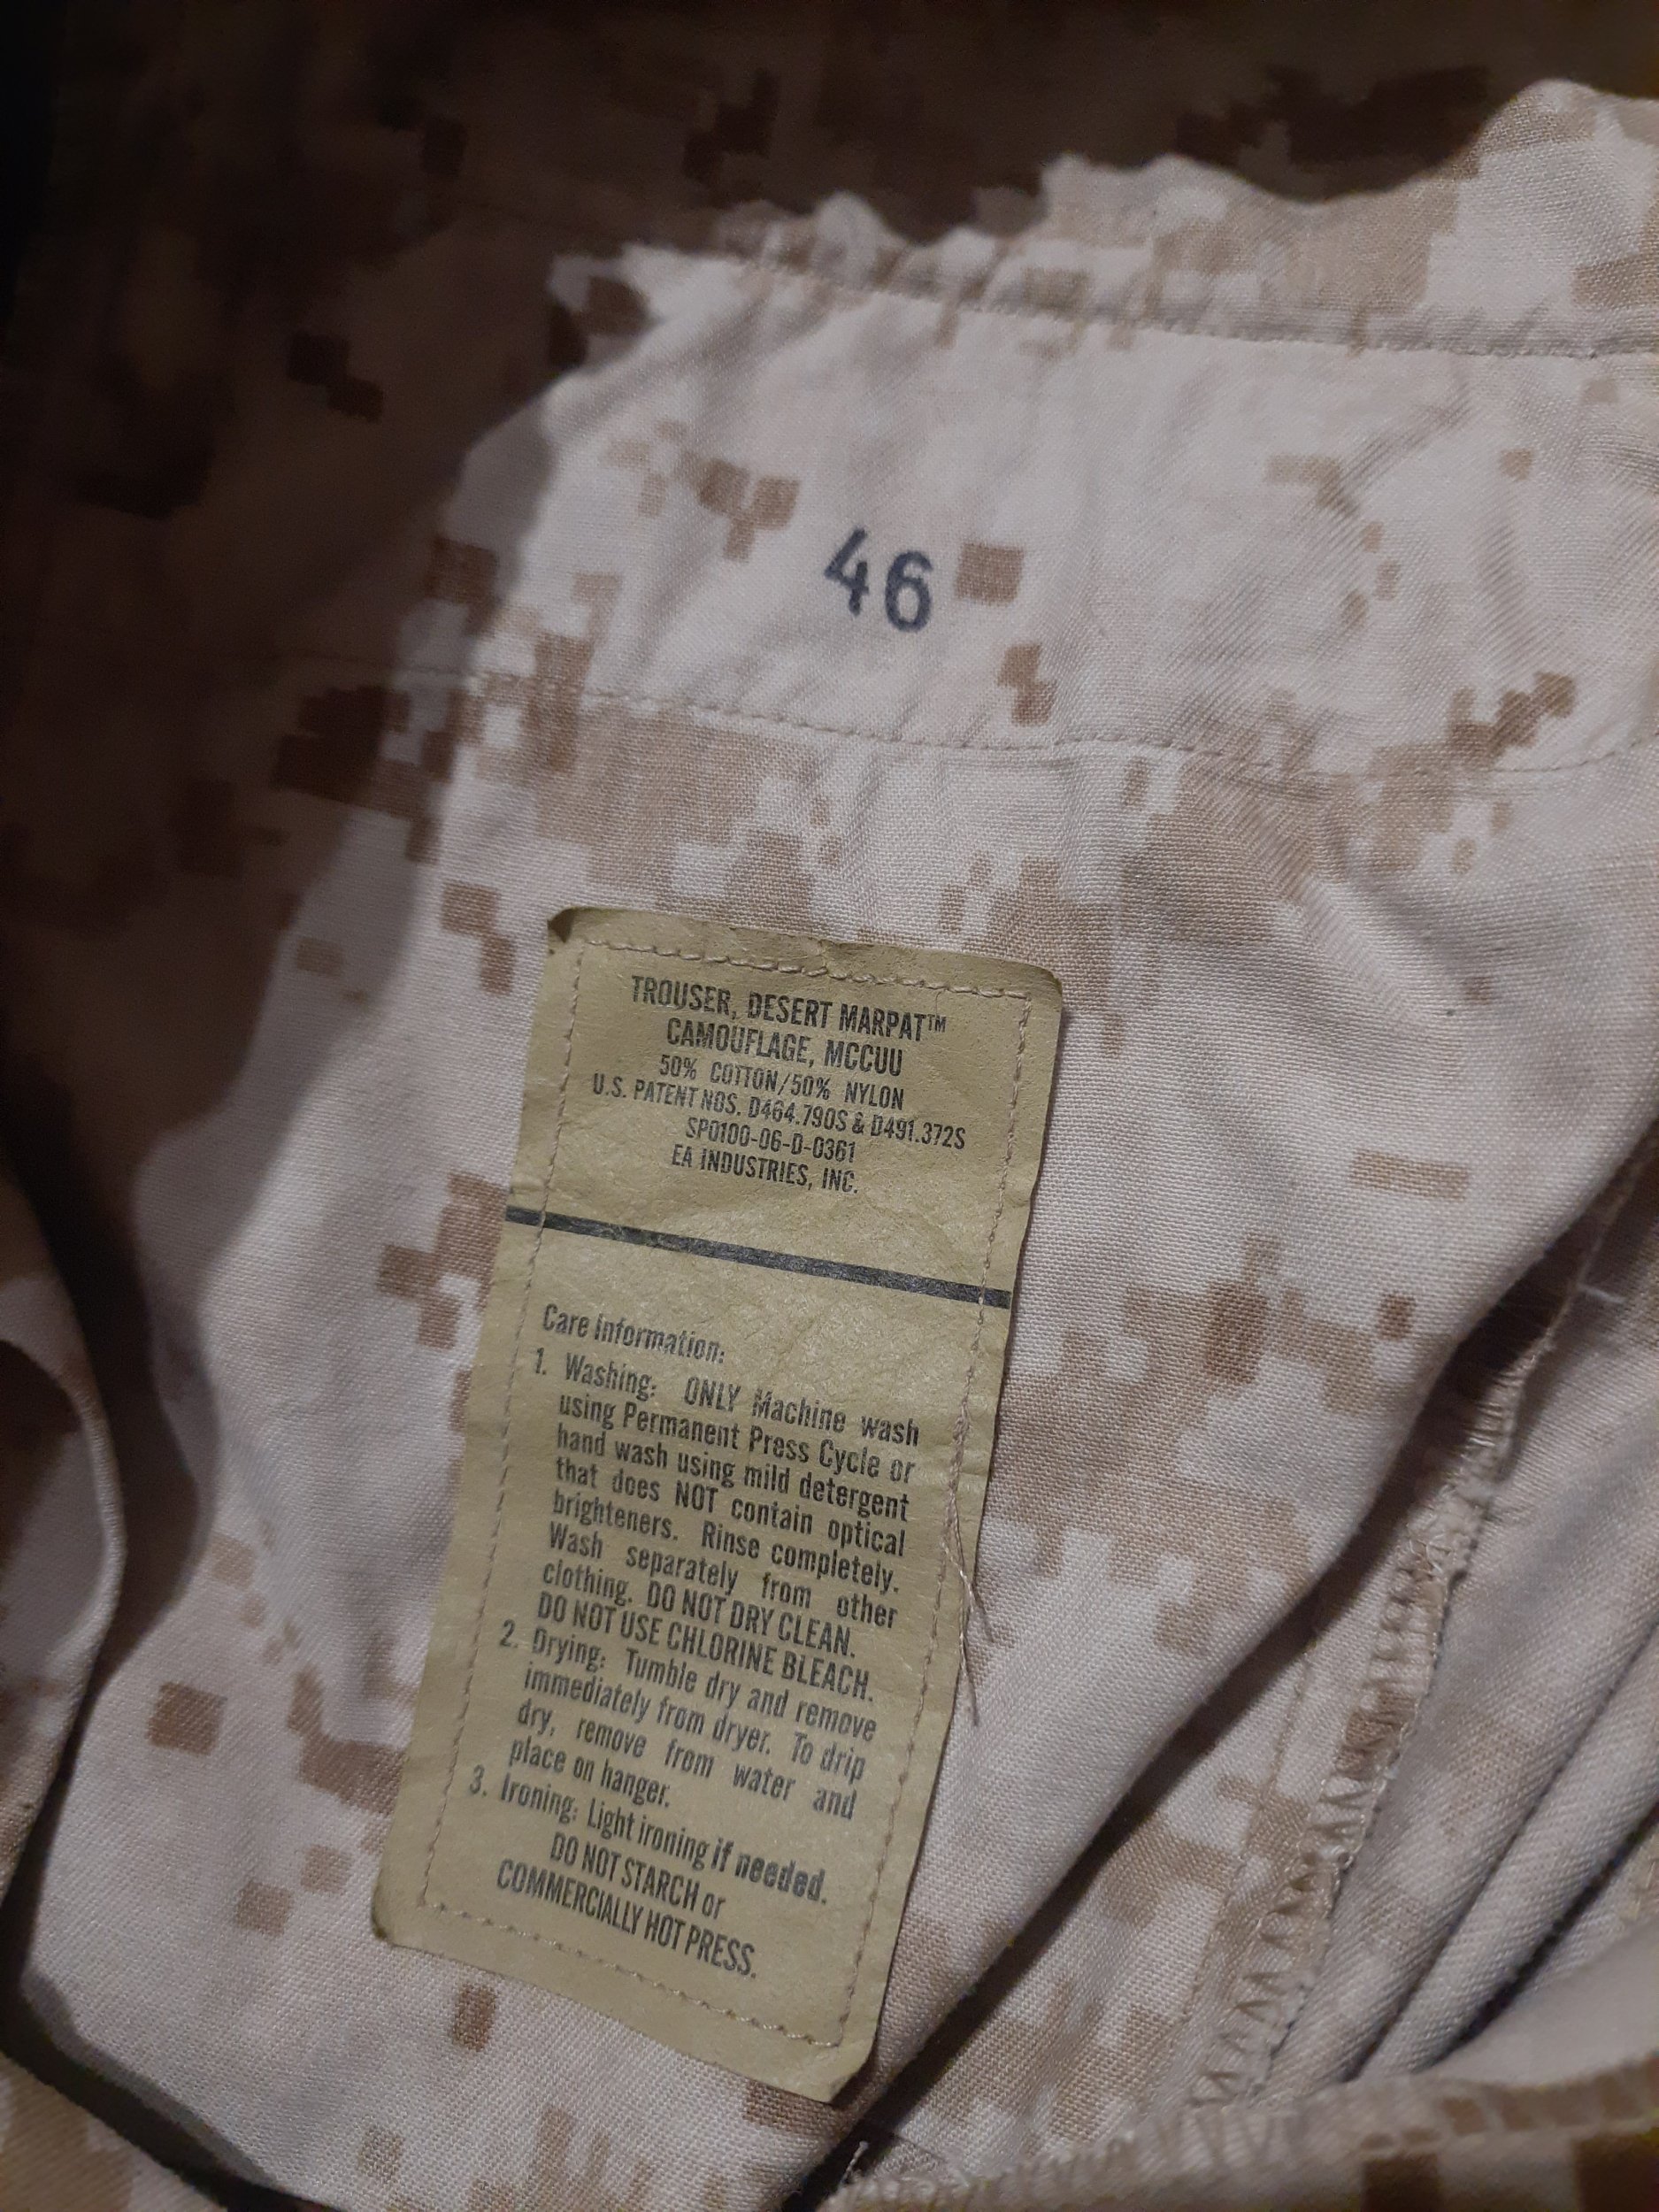 46
TROUSER, DESERT MARPAT™
CAMOUFLAGE, MCCUU
50% COTTON/50% NYLON
U.S. PATENT NOS. D464.790S & D491.372S
SP0100-06-D-0361
EA INDUSTRIES, INC.
Care Information:
1. Washing: ONLY Machine wash
using Permanent Press Cycle or
hand wash using mild detergent
that does NOT contain optical
brighteners. Rinse completely.
Wash separately from other
clothing. DO NOT DRY CLEAN.
DO NOT USE CHLORINE BLEACH.
2. Drying: Tumble dry and remove
immediately from dryer. To drip
dry, remove from water and
place on hanger.
3. Ironing: Light ironing if needed.
DO NOT STARCH or
COMMERCIALLY HOT PRESS.